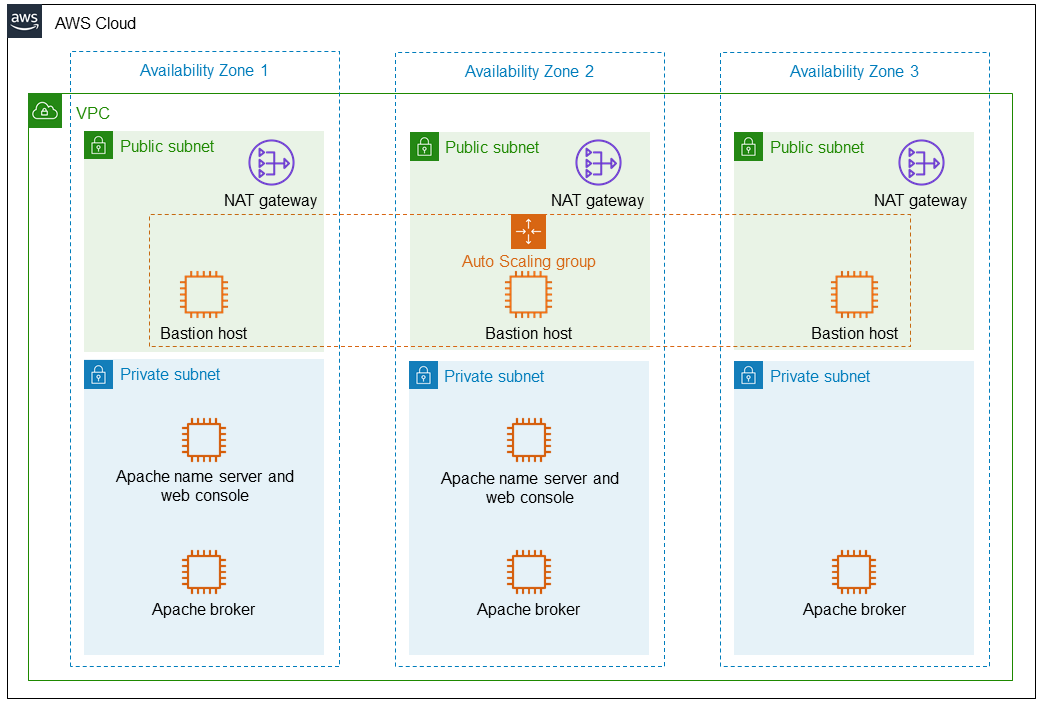 aws
AWS Cloud
Availability Zone 1
Availability Zone 2
Availability Zone 3
VPC
Public subnet
Public subnet
Public subnet
NAT gateway
NAT gateway
NAT gateway
Auto Scaling group
Bastion host
Bastion host
Bastion host
Private subnet
Private subnet
Private subnet
Apache name server and
web console
Apache name server and
web console
Apache broker
Apache broker
Apache broker